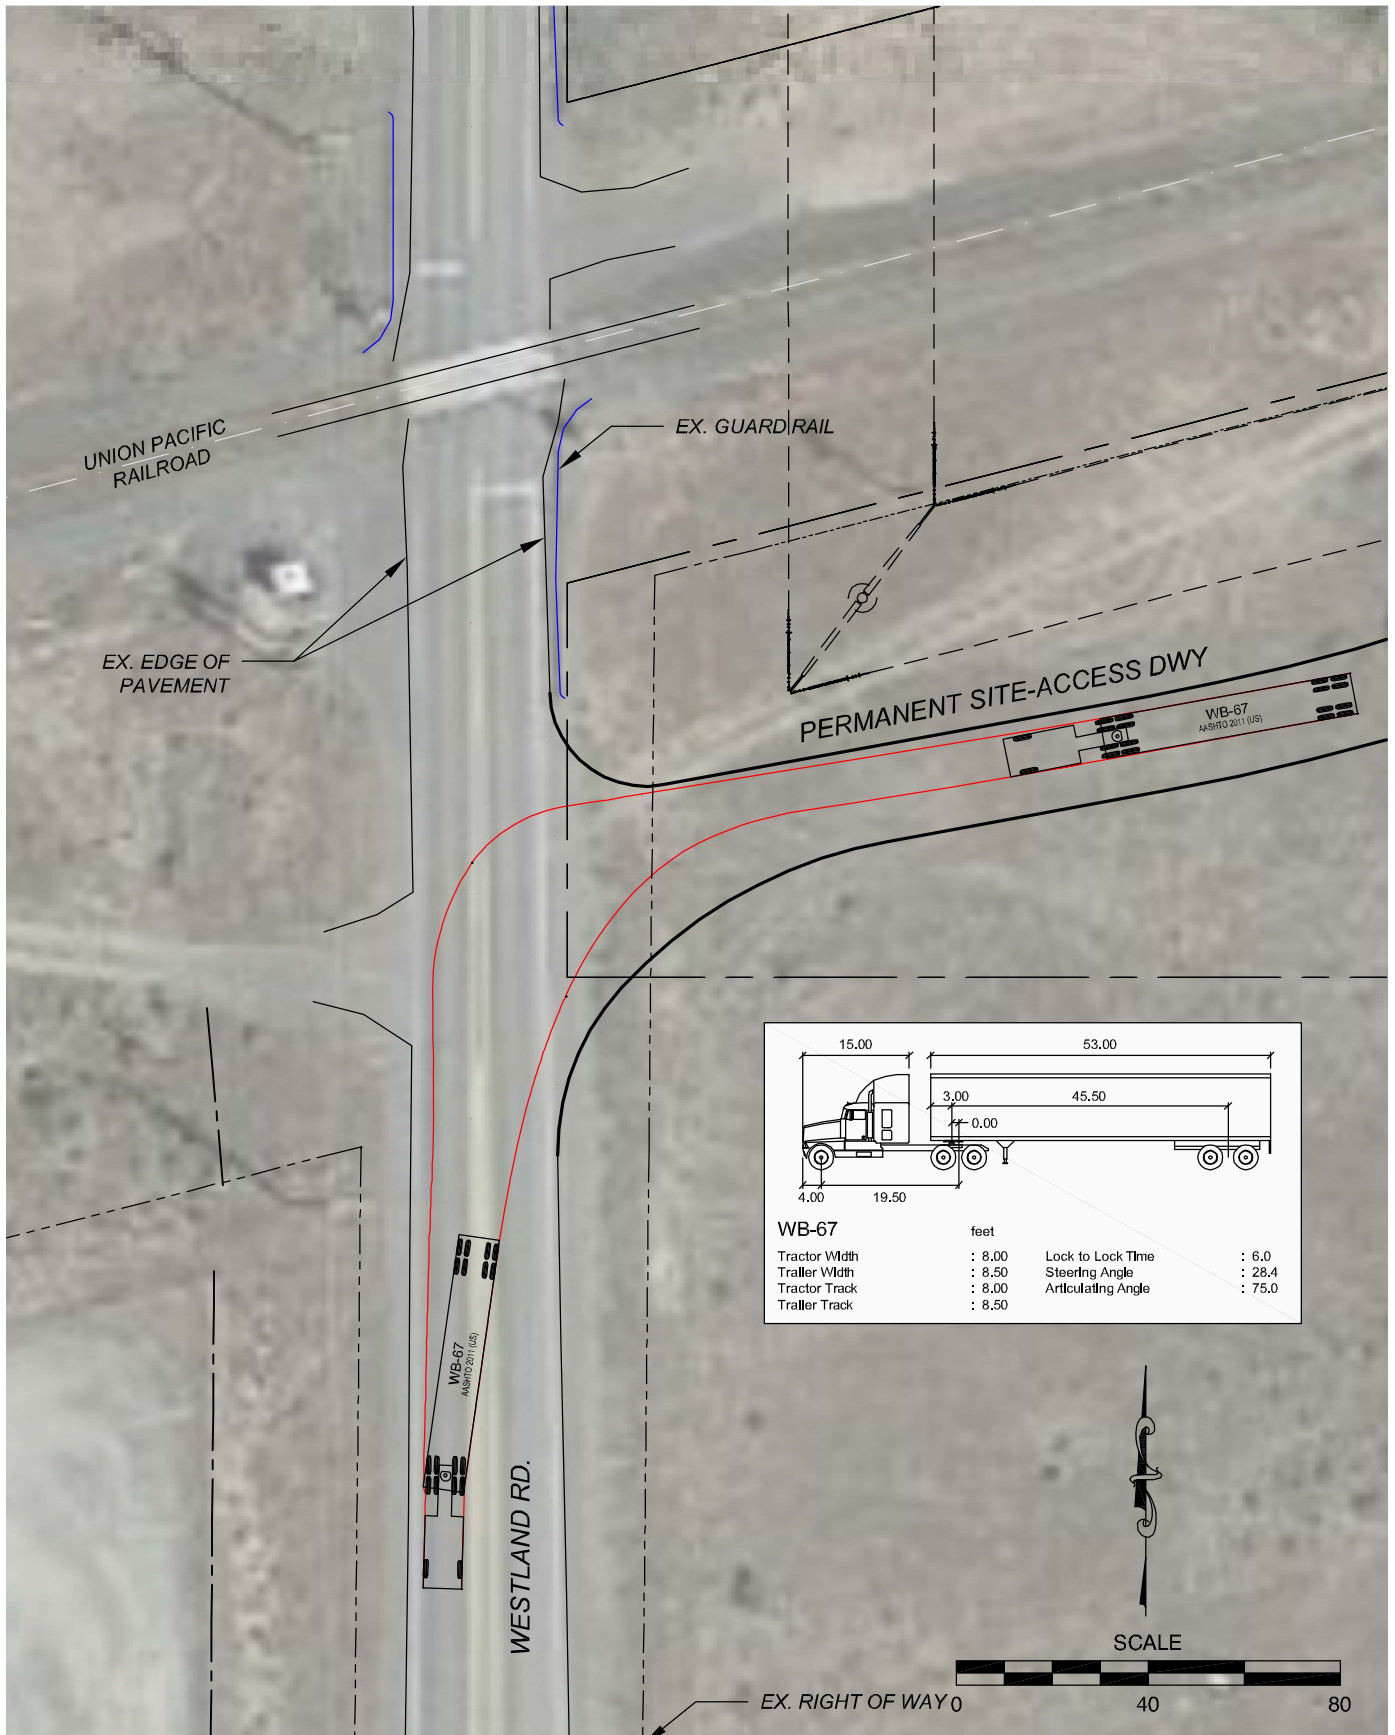 UNION PACIFIC
RAILROAD
EX. GUARD RAIL
EX. EDGE OF
PAVEMENT
PERMANENT SITE-ACCESS DWY
WB-67
AASHTO 2011 (US)
15.00
53.00
3.00
45.50
0.00
4.00
19.50
WB-67
feet
Tractor Width : 8.00 Lock to Lock Time : 6.0
Trailer Width : 8.50 Steering Angle : 28.4
Tractor Track : 8.00 Articulating Angle : 75.0
Trailer Track : 8.50
WB-67
AASHTO 2011 (US)
WESTLAND RD.
SCALE
EX. RIGHT OF WAY
0 40 80